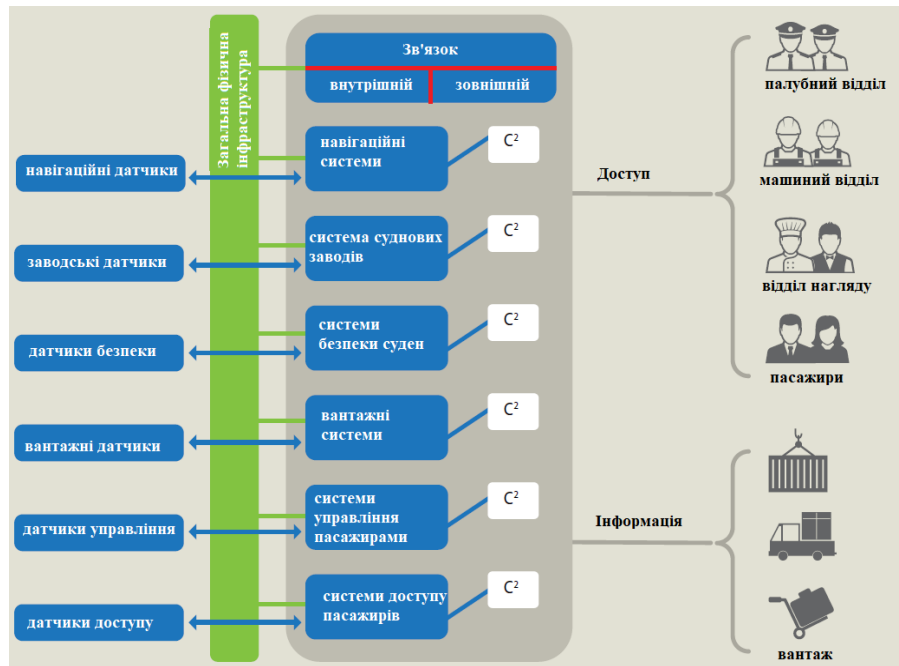 Загальна фізична
інфраструктура
Зв'язок
внутрішній
зовнішній
навігаційні датчики
навігаційні
системи
C²
заводські датчики
система суднових
заводів
C²
датчики безпеки
системи
безпеки суден
C²
вантажні датчики
вантажні
системи
C²
датчики управління
системи
управління
пасажирами
C²
датчики доступу
системи доступу
пасажирів
C²
Доступ
палубний відділ
машиний відділ
відділ нагляду
пасажири
Інформація
вантаж